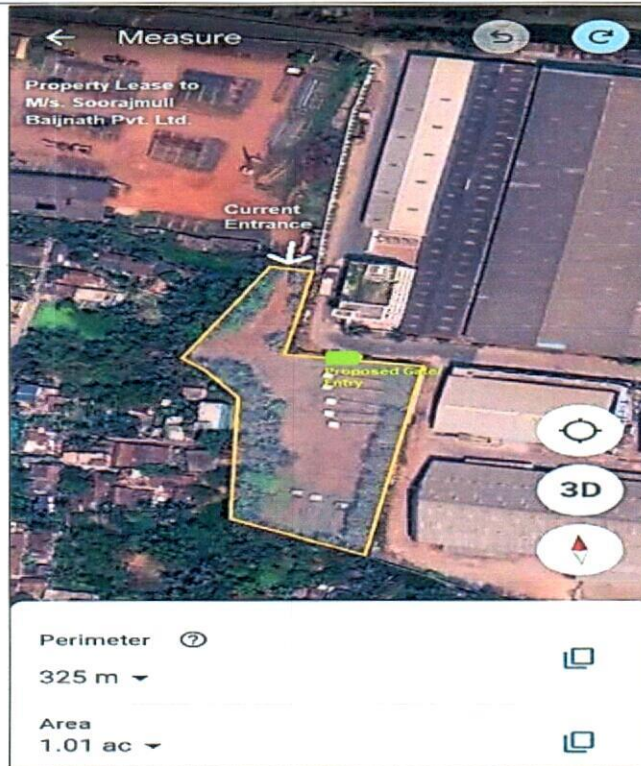 Measure
Property Lease to
M/s. Soorajmull
Baijnath Pvt. Ltd.
Current
Entrance
Proposed Gate/
Entry
3D
Perimeter
325 m
Area
1.01 ac